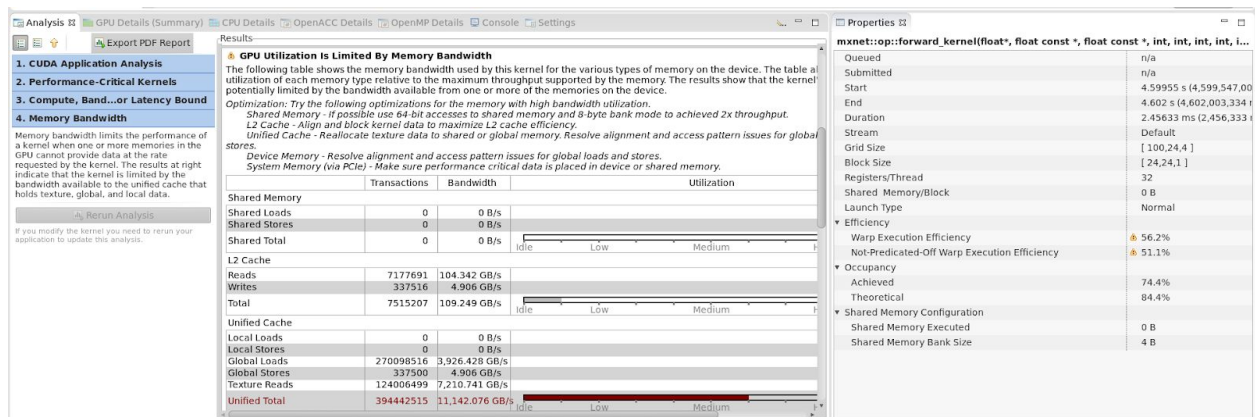 Analysis GPU Details (Summary) CPU Details OpenACC Details OpenMP Details Console Settings
Export PDF Report
1. CUDA Application Analysis
2. Performance-Critical Kernels
3. Compute, Band...or Latency Bound
4. Memory Bandwidth
Memory bandwidth limits the performance of
a kernel when one or more memories in the
GPU cannot provide data at the rate
requested by the kernel. The results at right
indicate that the kernel is limited by the
bandwidth available to the unified cache that
holds texture, global, and local data.
Rerun Analysis
If you modify the kernel you need to rerun your
application to update this analysis.
Results
GPU Utilization Is Limited By Memory Bandwidth
The following table shows the memory bandwidth used by this kernel for the various types of memory on the device. The table al
utilization of each memory type relative to the maximum throughput supported by the memory. The results show that the kernel'
potentially limited by the bandwidth available from one or more of the memories on the device.
Optimization: Try the following optimizations for the memory with high bandwidth utilization.
Shared Memory - If possible use 64-bit accesses to shared memory and 8-byte bank mode to achieved 2x throughput.
L2 Cache - Align and block kernel data to maximize L2 cache efficiency.
Unified Cache - Reallocate texture data to shared or global memory. Resolve alignment and access pattern issues for global
stores.
Device Memory - Resolve alignment and access pattern issues for global loads and stores.
System Memory (via PCIe) - Make sure performance critical data is placed in device or shared memory.
Transactions Bandwidth Utilization
Shared Memory
Shared Loads 0 0 B/s
Shared Stores 0 0 B/s
Shared Total 0 0 B/s
Idle Low Medium H
L2 Cache
Reads 7177691 104.342 GB/s
Writes 337516 4.906 GB/s
Total 7515207 109.249 GB/s
Idle Low Medium H
Unified Cache
Local Loads 0 0 B/s
Local Stores 0 0 B/s
Global Loads 270098516 3,926.428 GB/s
Global Stores 337500 4.906 GB/s
Texture Reads 124006499 7,210.741 GB/s
Unified Total 394442515 11,142.076 GB/s
Idle Low Medium H
Properties
mxnet::op::forward_kernel(float*, float const *, float const *, int, int, int, int, i...
Queued n/a
Submitted n/a
Start 4.59955 s (4,599,547,00
End 4.602 s (4,602,003,334 r
Duration 2.45633 ms (2,456,333 r
Stream Default
Grid Size [ 100,24,4 ]
Block Size [ 24,24,1 ]
Registers/Thread 32
Shared Memory/Block 0 B
Launch Type Normal
Efficiency
Warp Execution Efficiency 56.2%
Not-Predicated-Off Warp Execution Efficiency 51.1%
Occupancy
Achieved 74.4%
Theoretical 84.4%
Shared Memory Configuration
Shared Memory Executed 0 B
Shared Memory Bank Size 4 B